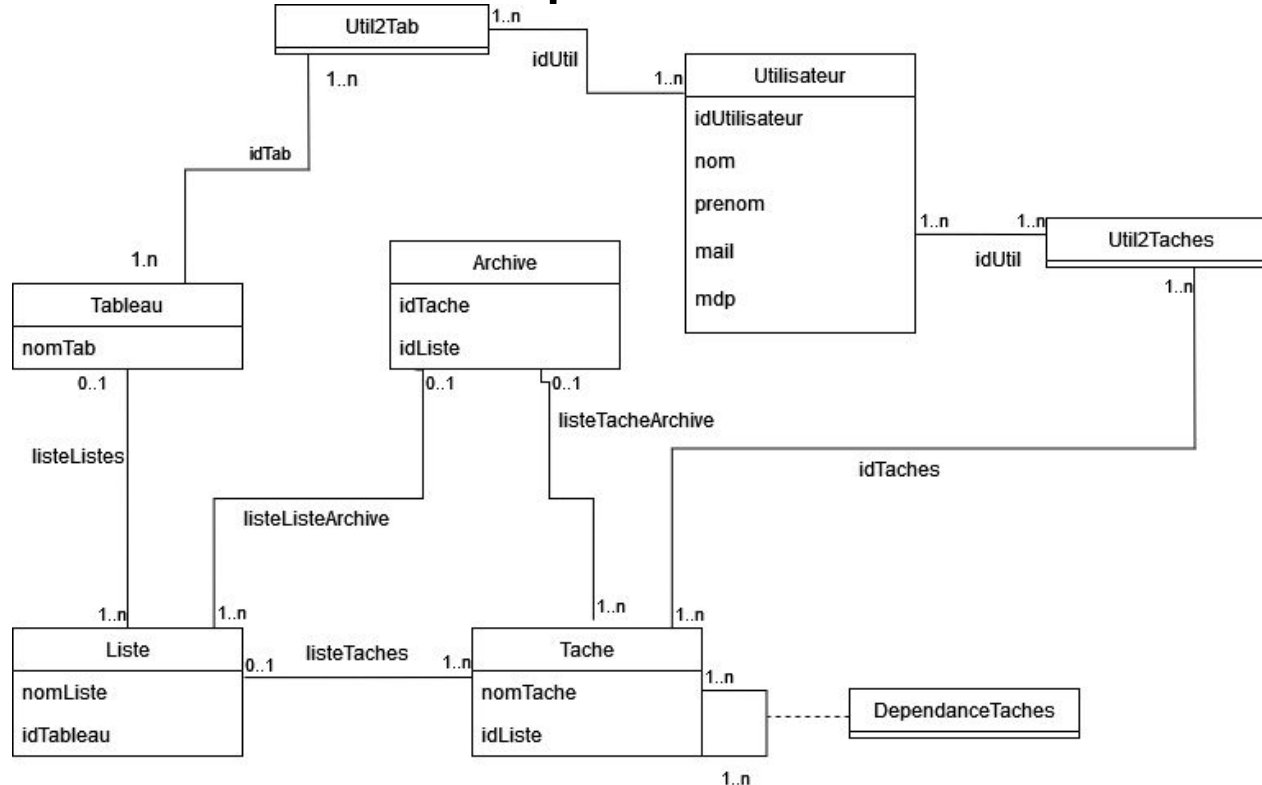 Util2Tab
1..n
idUtil
1..n
1..n
idTab
1.n
Utilisateur
idUtilisateur
nom
prenom
mail
mdp
1..n
1..n
idUtil
Util2Taches
1..n
Archive
idTache
idListe
Tableau
nomTab
0..1
0..1
0..1
listeTacheArchive
listeListes
idTaches
listeListeArchive
1..n
1..n
1..n
1..n
Liste
nomListe
idTableau
0..1
listeTaches
1..n
Tache
nomTache
idListe
1..n
1..n
DependanceTaches